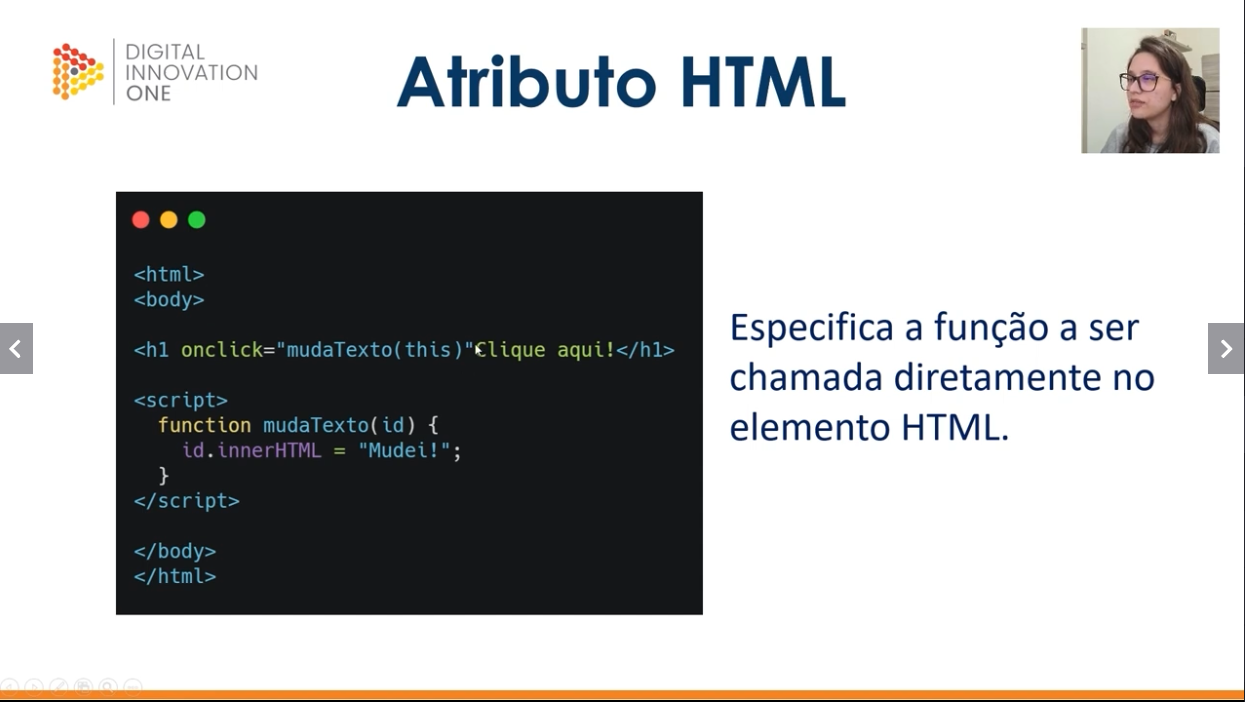 DIGITAL
INNOVATION
ONE
Atributo HTML
<html>
<body>
<h1 onclick="mudaTexto(this)"Clique aqui!</h1>
<script>
function mudaTexto(id) {
id.innerHTML = "Mudei!";
}
</script>
</body>
</html>
Especifica a função a ser
chamada diretamente no
elemento HTML.